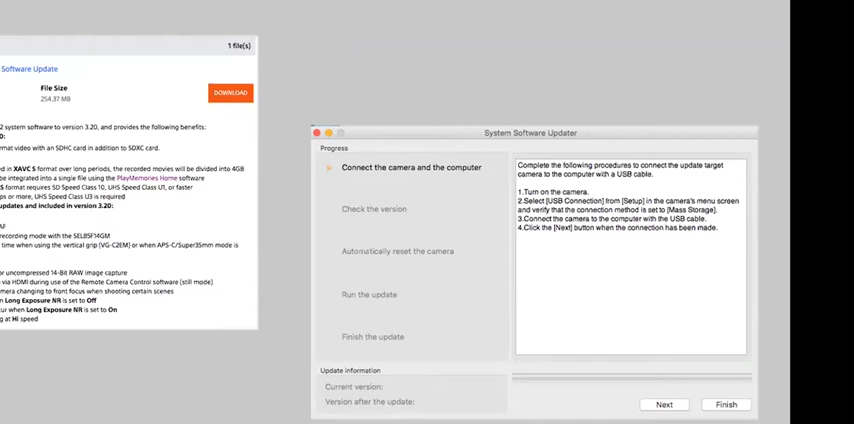 1 file(s)
Software Update
File Size
254.37 MB
DOWNLOAD
2 system software to version 3.20, and provides the following benefits:
0:
rmat video with an SDHC card in addition to SDXC card.
ed in XAVC S format over long periods, the recorded movies will be divided into 4GB
be integrated into a single file using the PlayMemories Home software
S format requires SD Speed Class 10, UHS Speed Class U1, or faster
ps or more, UHS Speed Class U3 is required
updates and included in version 3.20:
AF
recording mode with the SEL85F14GM
time when using the vertical grip (VG-C2EM) or when APS-C/Super35mm mode is
or uncompressed 14-Bit RAW image capture
via HDMI during use of the Remote Camera Control software (still mode)
mera changing to front focus when shooting certain scenes
n Long Exposure NR is set to Off
cur when Long Exposure NR is set to On
ng at Hi speed
System Software Updater
Progress
Connect the camera and the computer
Check the version
Automatically reset the camera
Run the update
Finish the update
Complete the following procedures to connect the update target
camera to the computer with a USB cable.
1.Turn on the camera.
2.Select [USB Connection] from [Setup] in the camera's menu screen
and verify that the connection method is set to [Mass Storage].
3.Connect the camera to the computer with the USB cable.
4.Click the [Next] button when the connection has been made.
Update information
Current version:
Version after the update:
Next
Finish